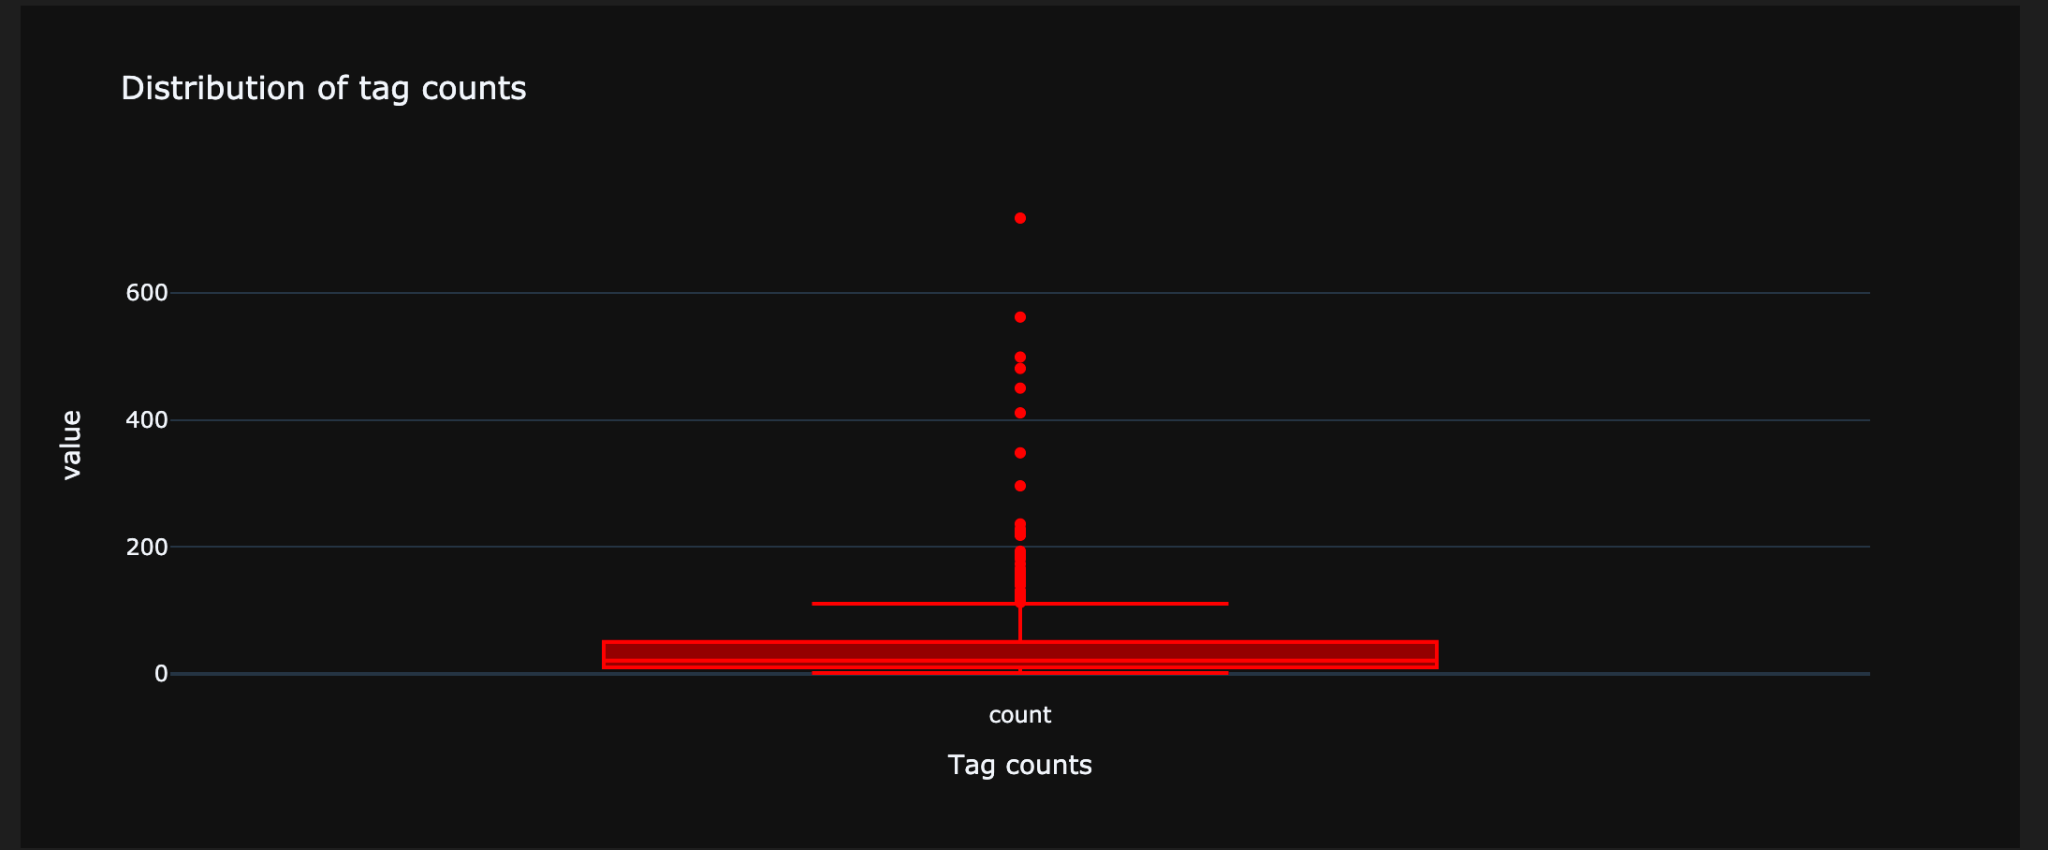 Distribution of tag counts
600
400
200
0
value
count
Tag counts